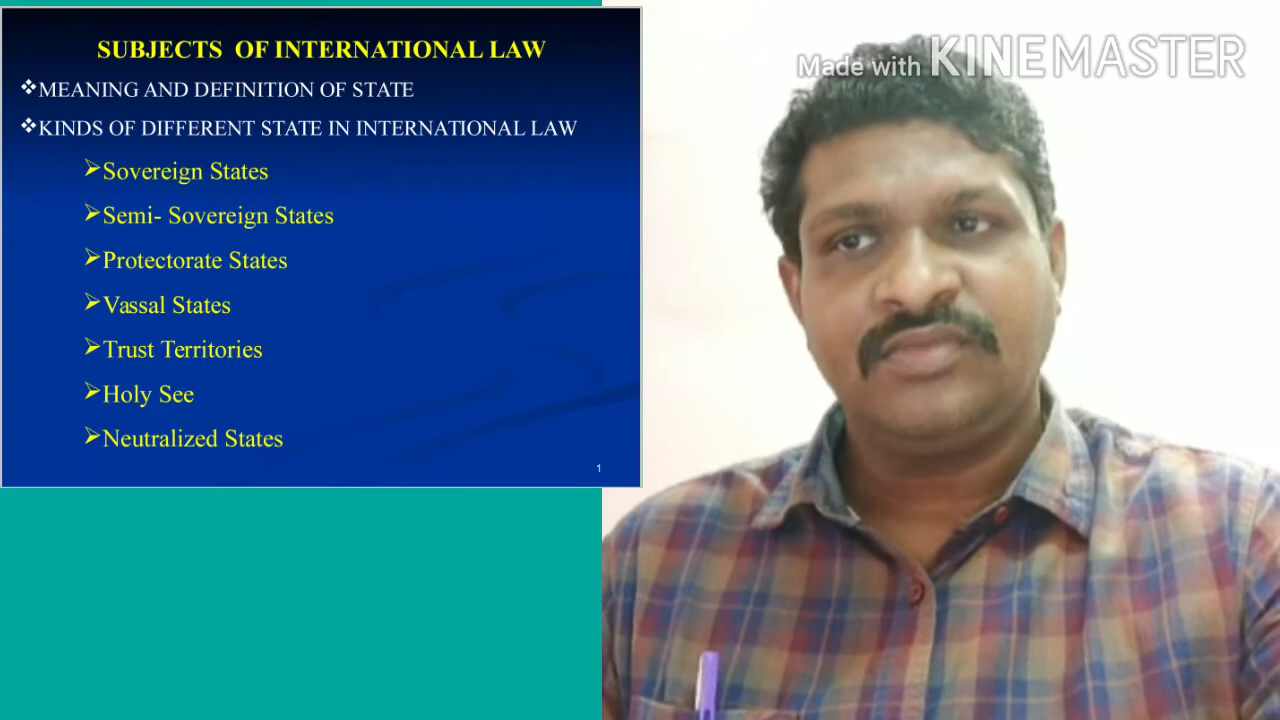 SUBJECTS OF INTERNATIONAL LAW
❖MEANING AND DEFINITION OF STATE
❖KINDS OF DIFFERENT STATE IN INTERNATIONAL LAW
➢Sovereign States
➢Semi- Sovereign States
➢Protectorate States
➢Vassal States
➢Trust Territories
➢Holy See
➢Neutralized States
1
Made with KINEMASTER